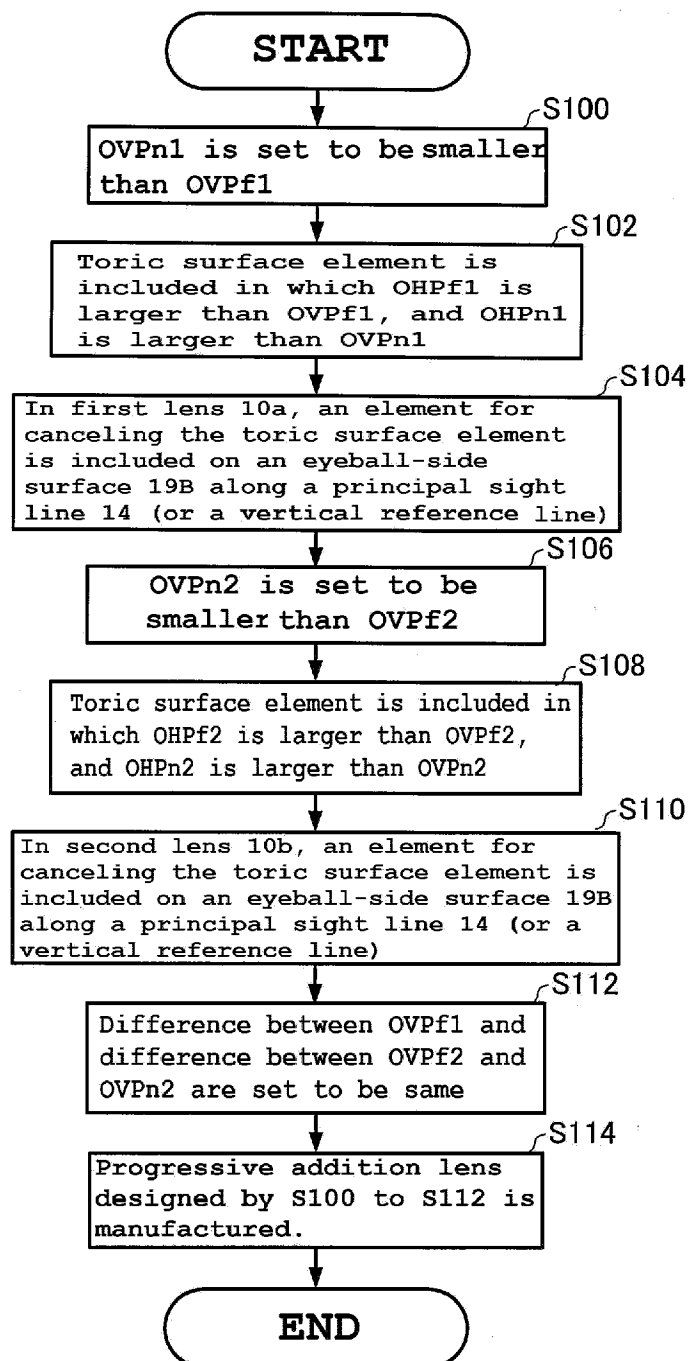 START
S100
OVPn1 is set to be smaller
than OVPf1
S102
Toric surface element is
included in which OHPf1 is
larger than OVPf1, and OHPn1
is larger than OVPn1
S104
In first lens 10a, an element for
canceling the toric surface element
is included on an eyeball-side
surface 19B along a principal sight
line 14 (or a vertical reference line)
S106
OVPn2 is set to be
smaller than OVPf2
S108
Toric surface element is included in
which OHPf2 is larger than OVPf2,
and OHPn2 is larger than OVPn2
S110
In second lens 10b, an element for
canceling the toric surface element is
included on an eyeball-side surface 19B
along a principal sight line 14 (or a
vertical reference line)
S112
Difference between OVPf1 and
difference between OVPf2 and
OVPn2 are set to be same
S114
Progressive addition lens
designed by S100 to S112 is
manufactured.
END